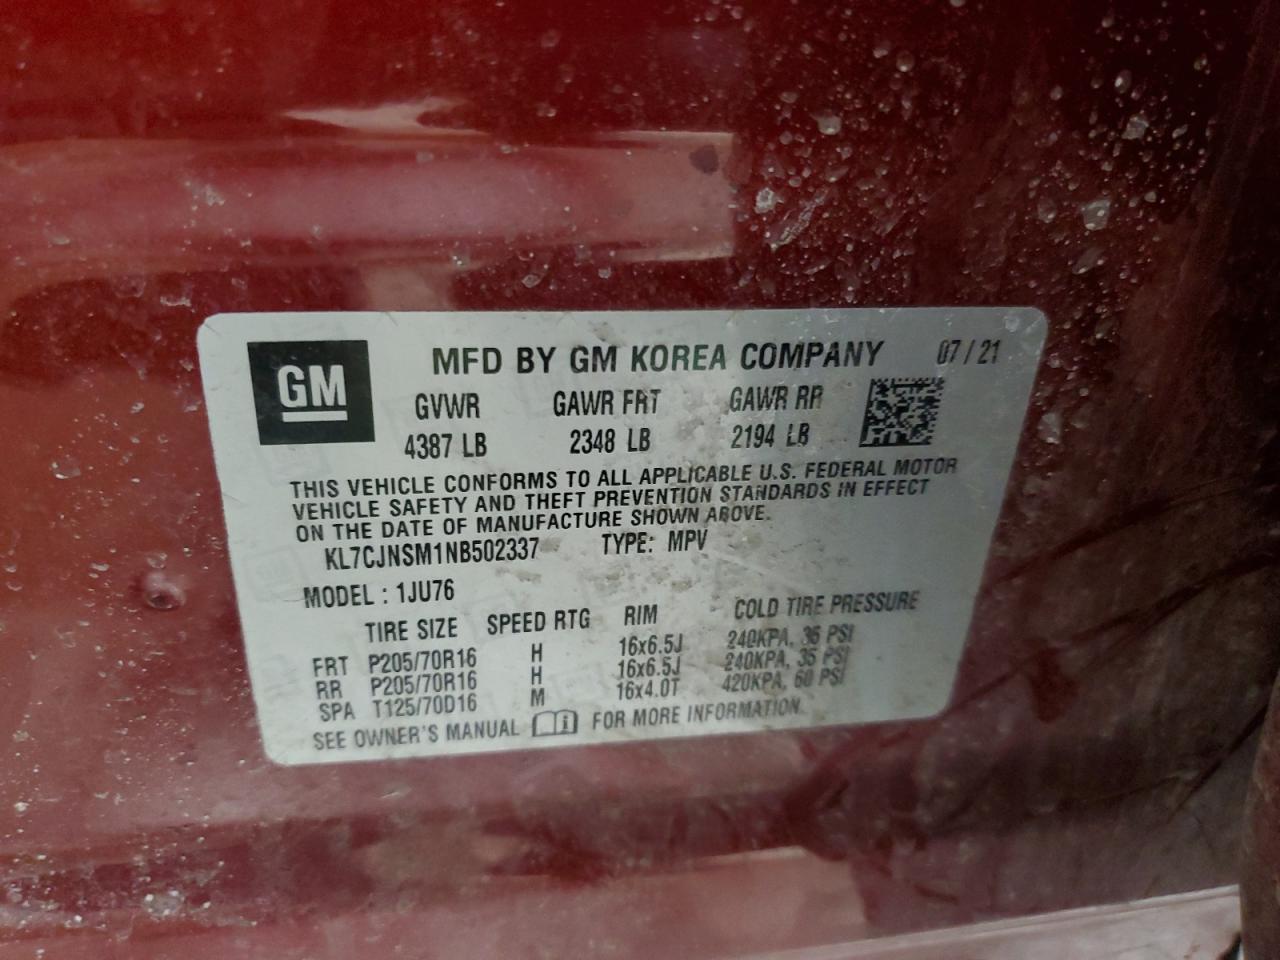 GM
MFD BY GM KOREA COMPANY 07/21
GVWR GAWR FRT GAWR RR
4387 LB 2348 LB 2194 LB
THIS VEHICLE CONFORMS TO ALL APPLICABLE U.S. FEDERAL MOTOR
VEHICLE SAFETY AND THEFT PREVENTION STANDARDS IN EFFECT
ON THE DATE OF MANUFACTURE SHOWN ABOVE.
KL7CJNSM1NB502337 TYPE: MPV
MODEL : 1JU76
TIRE SIZE SPEED RTG RIM COLD TIRE PRESSURE
FRT P205/70R16 H 16x6.5J 240KPA, 35 PSI
RR P205/70R16 H 16x6.5J 240KPA, 35 PSI
SPA T125/70D16 M 16x4.0T 420KPA, 60 PSI
SEE OWNER'S MANUAL FOR MORE INFORMATION.